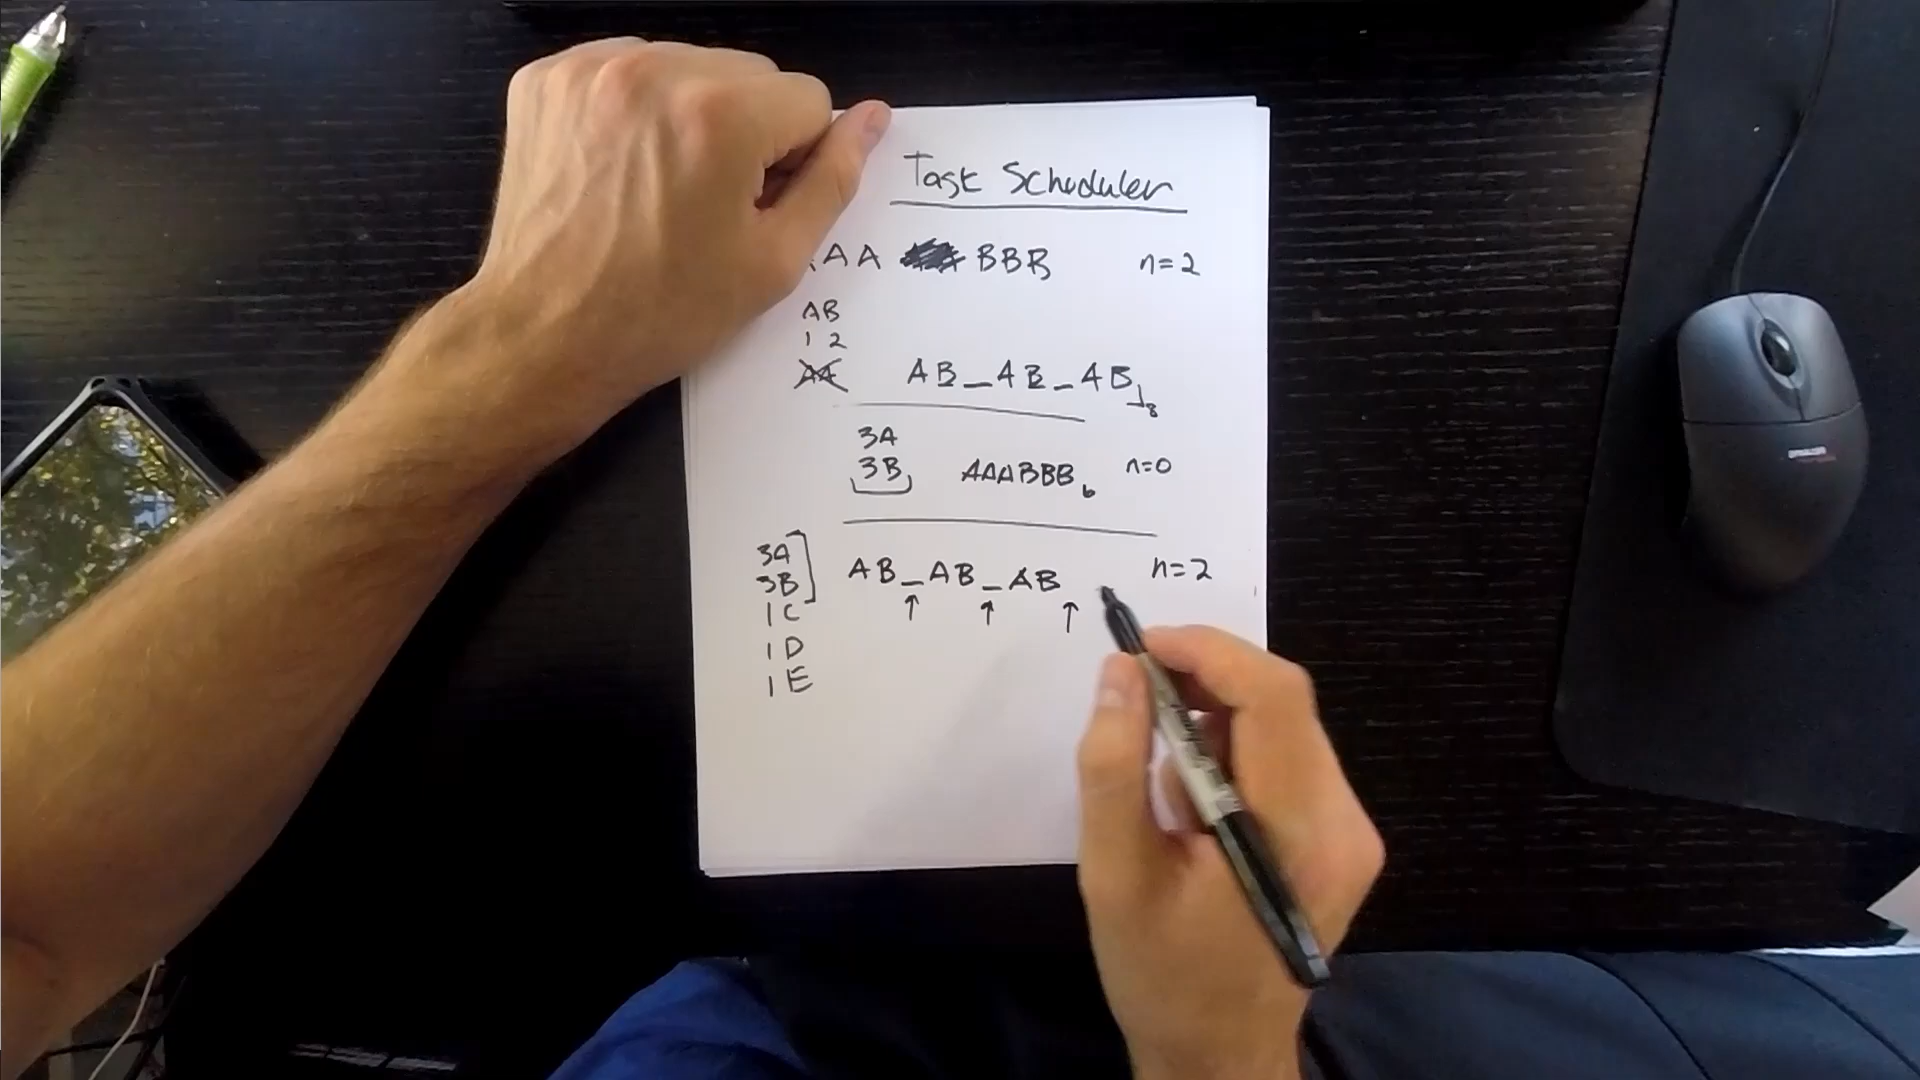 Task Scheduler
AA BBB n=2
AB
1 2
AA AB_AB_AB 8
3A
3B AAABBB 6 n=0
3A
3B AB_AB_AB n=2
1C ↑ ↑ ↑
1D
1E